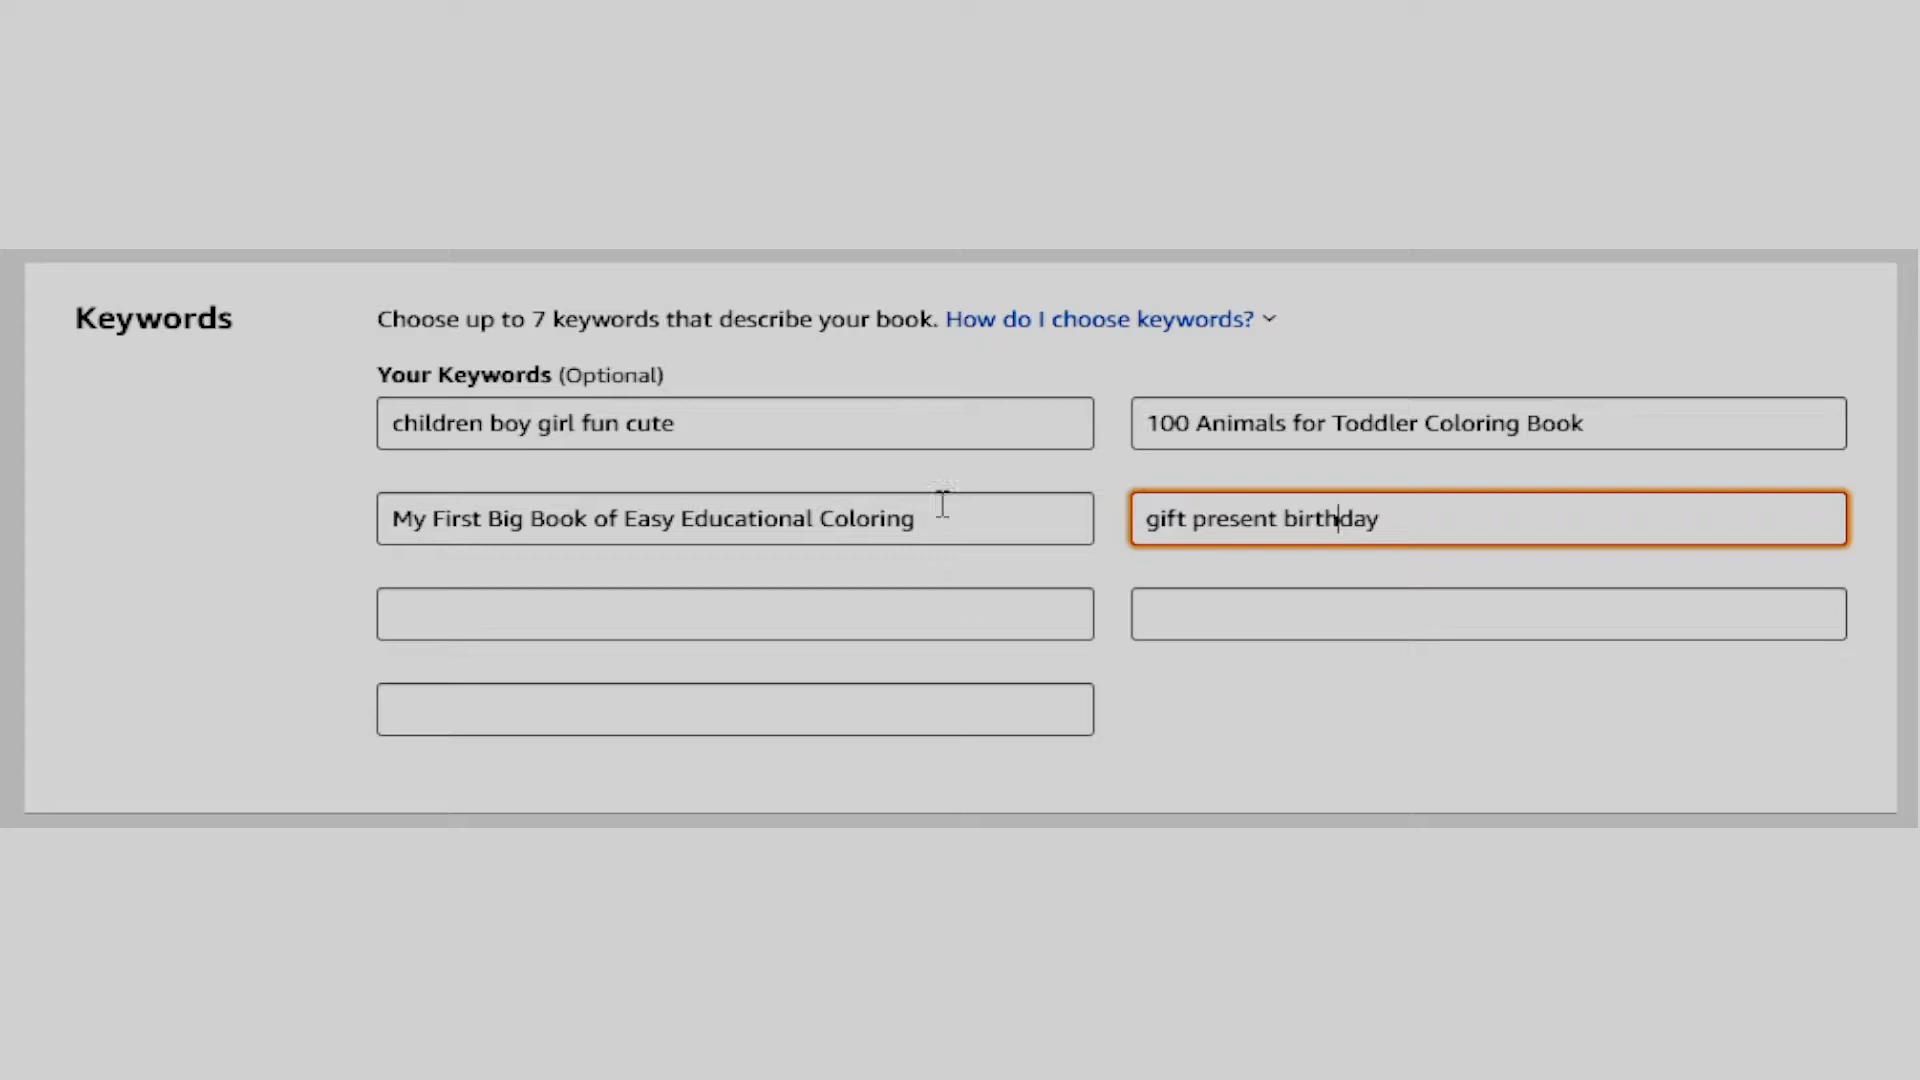 Keywords
Choose up to 7 keywords that describe your book. How do I choose keywords?
Your Keywords (Optional)
children boy girl fun cute
100 Animals for Toddler Coloring Book
My First Big Book of Easy Educational Coloring
gift present birthday